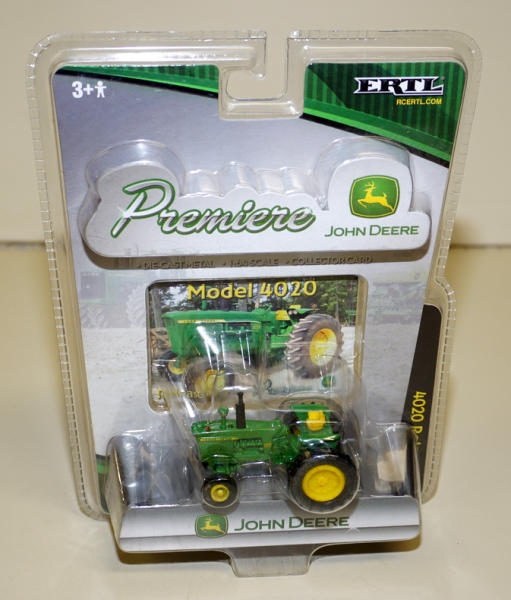 3+
ERTL
RCERTL.COM
Premiere
JOHN DEERE
• DIE-CAST METAL • 1:64 SCALE • COLLECTOR CARD
Model 4020
4020
JOHN DEERE